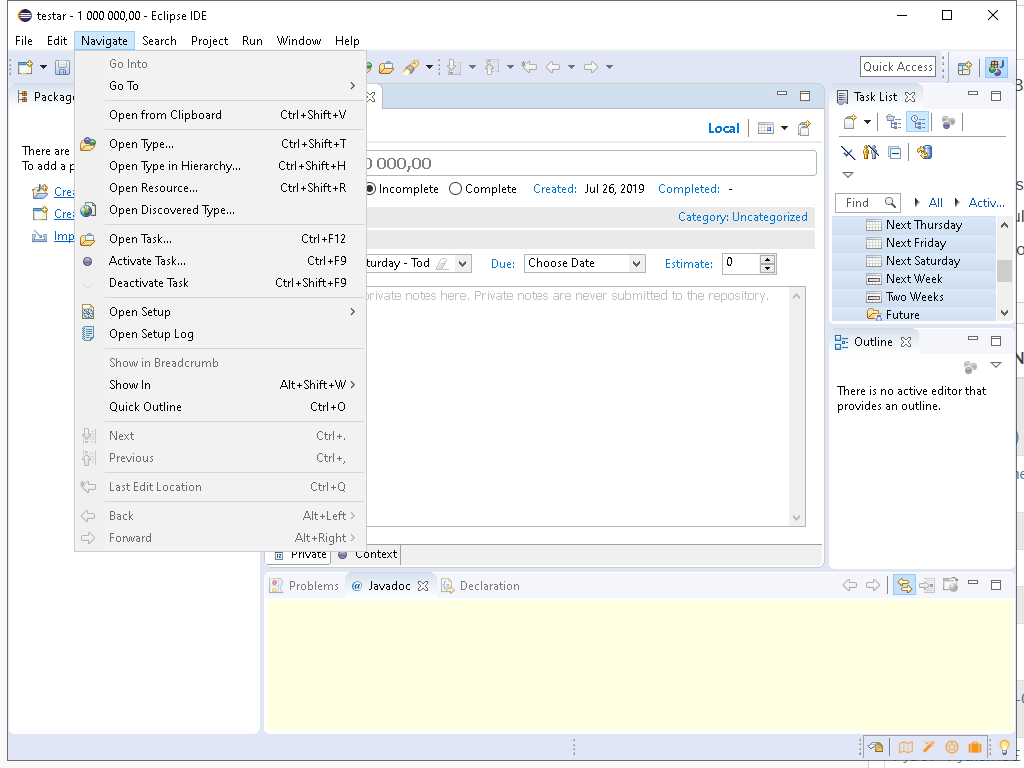 testar - 1 000 000,00 - Eclipse IDE
File Edit Navigate Search Project Run Window Help
Quick Access
Go Into
Go To
Open from Clipboard Ctrl+Shift+V
Open Type... Ctrl+Shift+T
Open Type in Hierarchy... Ctrl+Shift+H
Open Resource... Ctrl+Shift+R
Open Discovered Type...
Open Task... Ctrl+F12
Activate Task... Ctrl+F9
Deactivate Task Ctrl+Shift+F9
Open Setup
Open Setup Log
Show in Breadcrumb
Show In Alt+Shift+W
Quick Outline Ctrl+O
Next Ctrl+.
Previous Ctrl+,
Last Edit Location Ctrl+Q
Back Alt+Left
Forward Alt+Right
There are
To add a
Local
0 000,00
Incomplete Complete Created: Jul 26, 2019 Completed: -
Category: Uncategorized
Due: Choose Date Estimate: 0
private notes here. Private notes are never submitted to the repository.
Private Context
Problems @ Javadoc Declaration
Task List
Find All Activ...
Next Thursday
Next Friday
Next Saturday
Next Week
Two Weeks
Future
Outline
There is no active editor that
provides an outline.